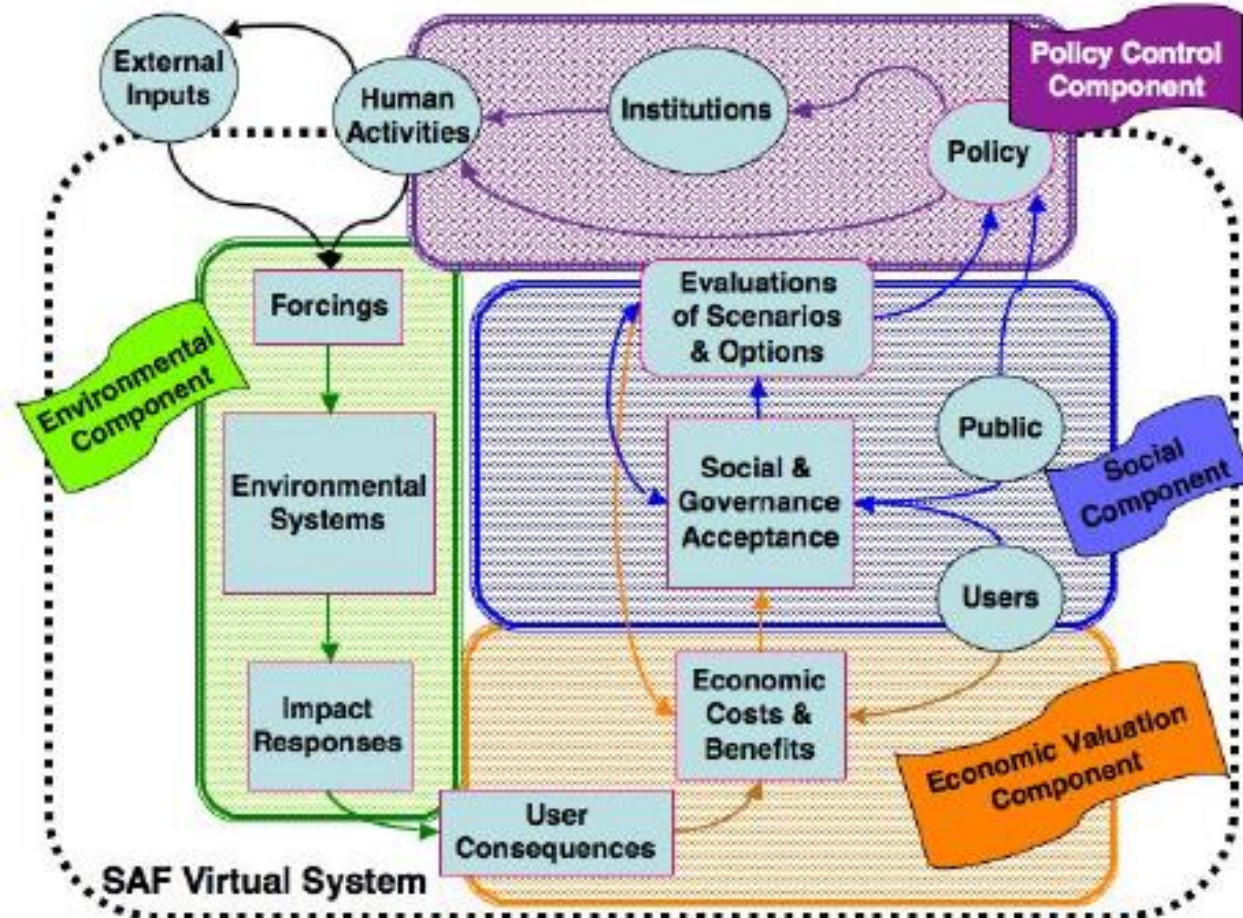 External
Inputs
Human
Activities
Institutions
Policy
Policy Control
Component
Forcings
Environmental
Component
Environmental
Systems
Impact
Responses
Evaluations
of Scenarios
& Options
Social &
Governance
Acceptance
Public
Social
Component
Users
Economic
Costs &
Benefits
Economic Valuation
Component
User
Consequences
SAF Virtual System